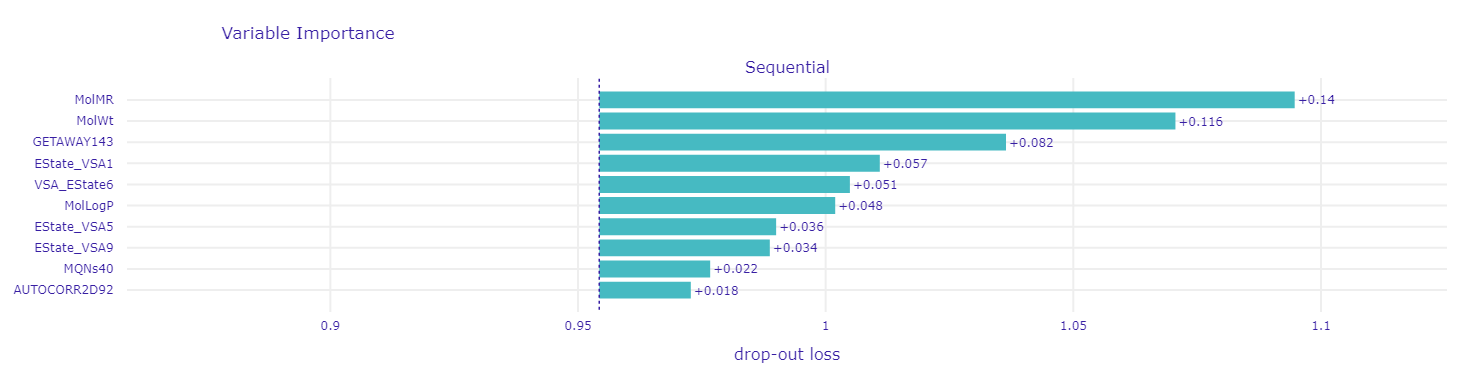 Variable Importance
Sequential
MolMR +0.14
MolWt +0.116
GETAWAY143 +0.082
EState_VSA1 +0.057
VSA_EState6 +0.051
MolLogP +0.048
EState_VSA5 +0.036
EState_VSA9 +0.034
MQNs40 +0.022
AUTOCORR2D92 +0.018
0.9 0.95 1 1.05 1.1
drop-out loss